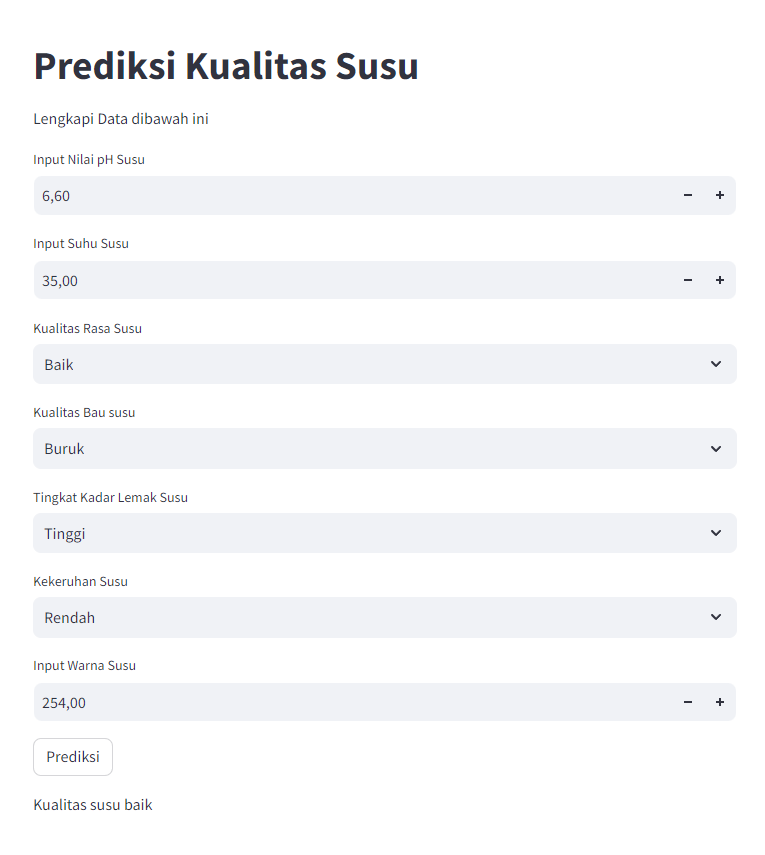 Prediksi Kualitas Susu
Lengkapi Data dibawah ini
Input Nilai pH Susu
6,60
Input Suhu Susu
35,00
Kualitas Rasa Susu
Baik
Kualitas Bau susu
Buruk
Tingkat Kadar Lemak Susu
Tinggi
Kekeruhan Susu
Rendah
Input Warna Susu
254,00
Prediksi
Kualitas susu baik